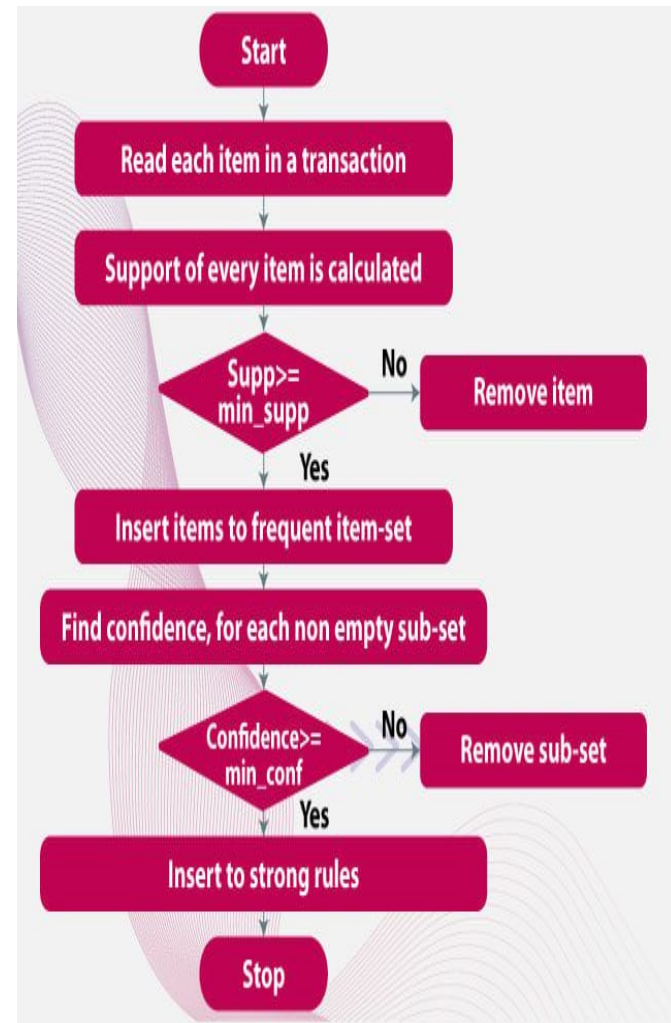 Start
Read each item in a transaction
Support of every item is calculated
Supp>=
min_supp
No
Remove item
Yes
Insert items to frequent item-set
Find confidence, for each non empty sub-set
Confidence>=
min_conf
No
Remove sub-set
Yes
Insert to strong rules
Stop